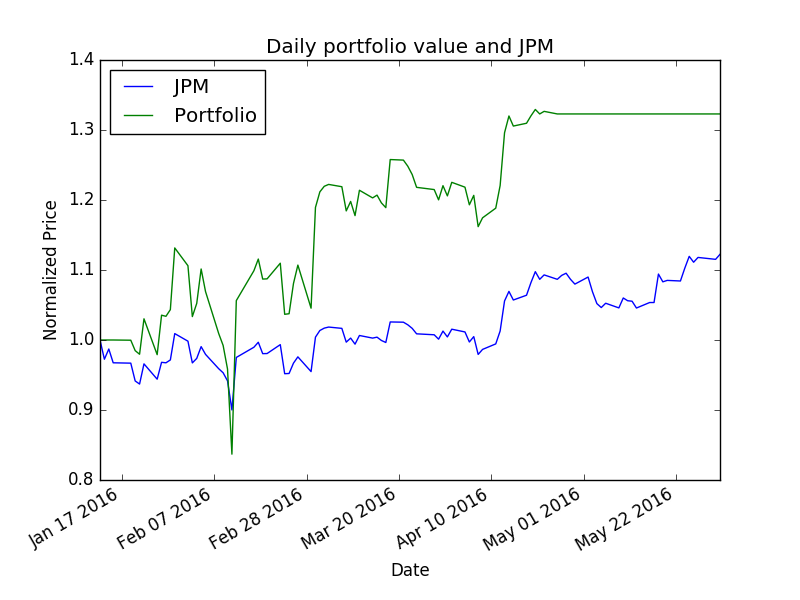 Daily portfolio value and JPM
JPM
Portfolio
1.4
1.3
1.2
1.1
1.0
0.9
0.8
Normalized Price
Jan 17 2016
Feb 07 2016
Feb 28 2016
Mar 20 2016
Apr 10 2016
May 01 2016
May 22 2016
Date